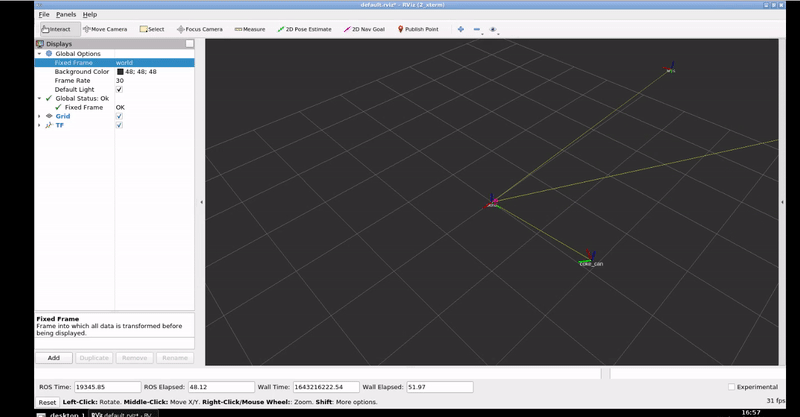 default.rviz* - RViz (2_xterm)
File Panels Help
Interact Move Camera Select Focus Camera Measure 2D Pose Estimate 2D Nav Goal Publish Point
Displays
Global Options
Fixed Frame world
Background Color 48; 48; 48
Frame Rate 30
Default Light
Global Status: Ok
Fixed Frame OK
Grid
TF
coke_can
Fixed Frame
Frame into which all data is transformed before
being displayed.
Add Duplicate Remove Rename
ROS Time: 19345.85 ROS Elapsed: 48.12 Wall Time: 1643216222.54 Wall Elapsed: 51.97 Experimental
Reset Left-Click: Rotate. Middle-Click: Move X/Y. Right-Click/Mouse Wheel:: Zoom. Shift: More options. 31 fps
desktop 1 default.rviz* - RV 16:57